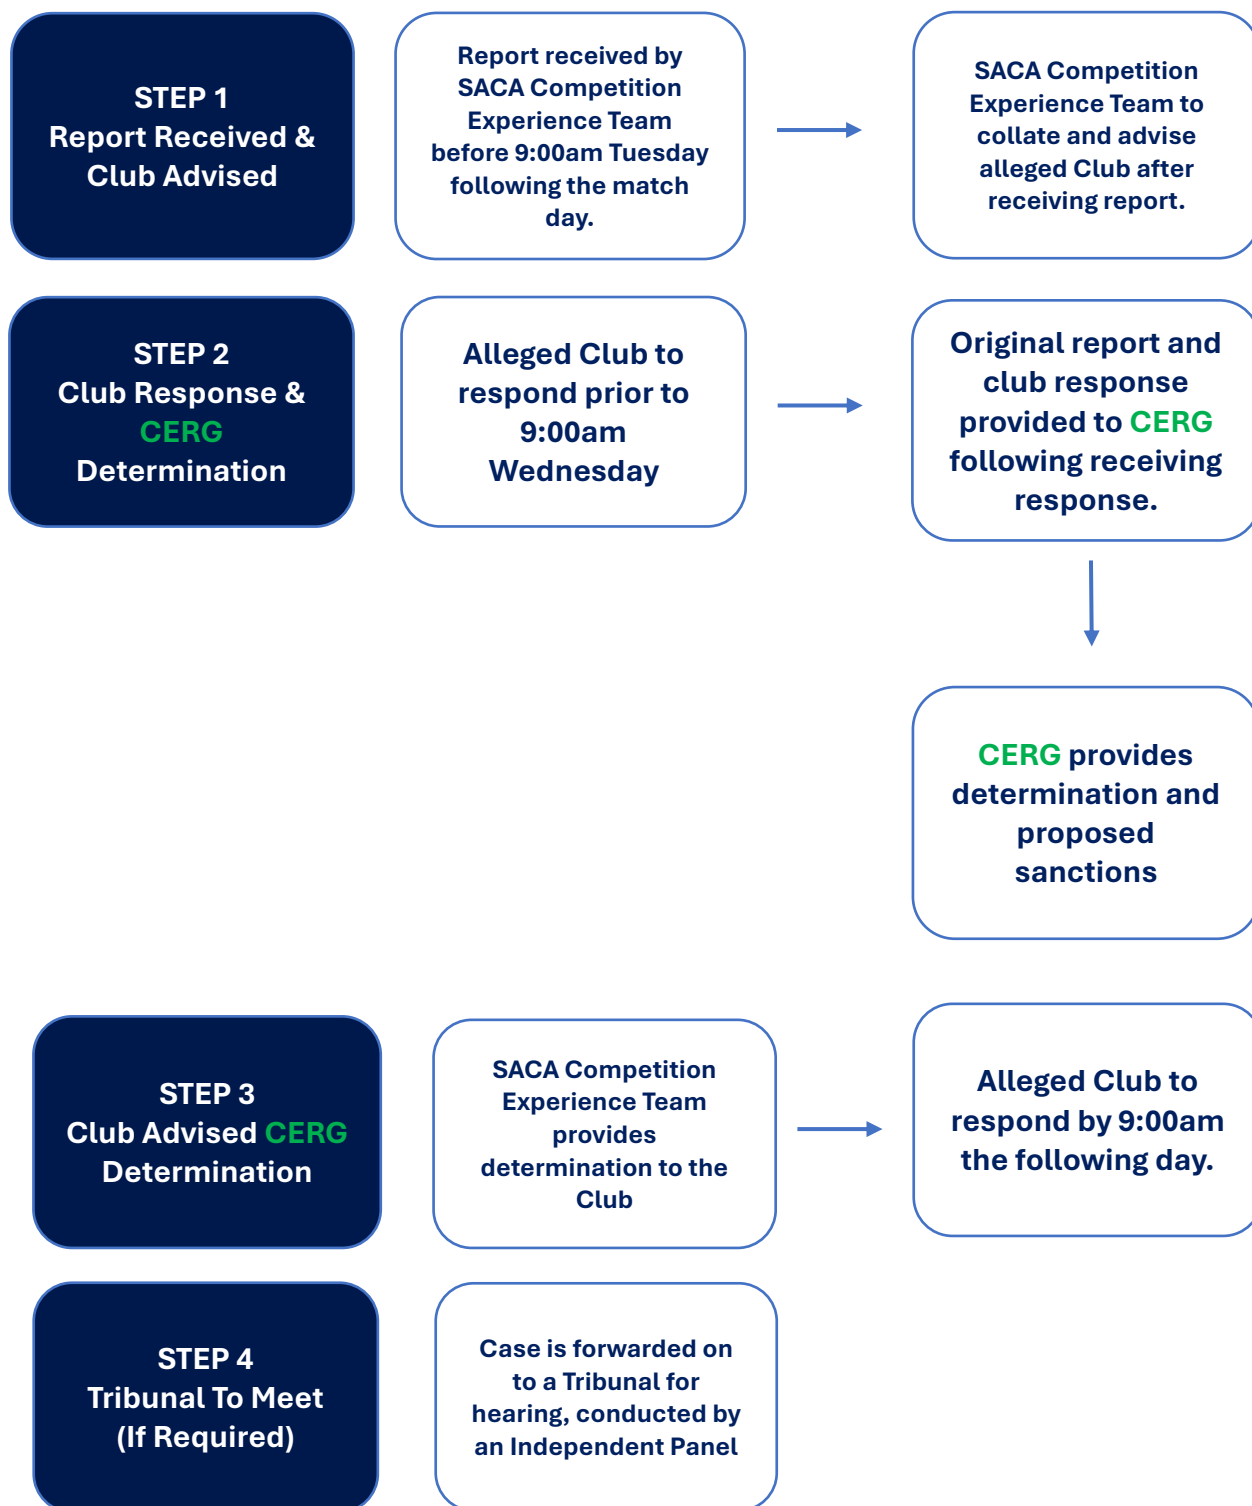 STEP 1
Report Received &
Club Advised
Report received by
SACA Competition
Experience Team
before 9:00am Tuesday
following the match
day.
SACA Competition
Experience Team to
collate and advise
alleged Club after
receiving report.
STEP 2
Club Response &
CERG
Determination
Alleged Club to
respond prior to
9:00am
Wednesday
Original report and
club response
provided to CERG
following receiving
response.
CERG provides
determination and
proposed
sanctions
STEP 3
Club Advised CERG
Determination
SACA Competition
Experience Team
provides
determination to the
Club
Alleged Club to
respond by 9:00am
the following day.
STEP 4
Tribunal To Meet
(If Required)
Case is forwarded on
to a Tribunal for
hearing, conducted by
an Independent Panel